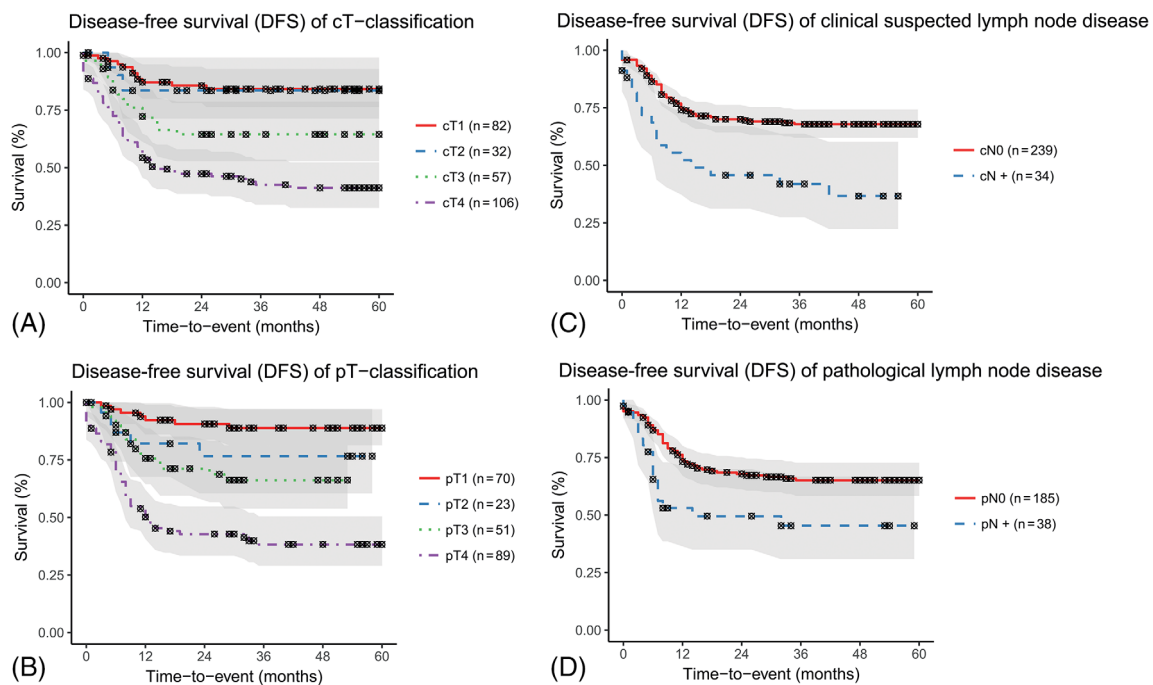 Disease-free survival (DFS) of cT−classification
Survival (%)
1.00
0.75
0.50
0.25
0.00
0 12 24 36 48 60
Time−to−event (months)
cT1 (n=82)
cT2 (n=32)
cT3 (n=57)
cT4 (n=106)
(A)
Disease-free survival (DFS) of clinical suspected lymph node disease
Survival (%)
1.00
0.75
0.50
0.25
0.00
0 12 24 36 48 60
Time−to−event (months)
cN0 (n=239)
cN + (n=34)
(C)
Disease-free survival (DFS) of pT−classification
Survival (%)
1.00
0.75
0.50
0.25
0.00
0 12 24 36 48 60
Time−to−event (months)
pT1 (n=70)
pT2 (n=23)
pT3 (n=51)
pT4 (n=89)
(B)
Disease-free survival (DFS) of pathological lymph node disease
Survival (%)
1.00
0.75
0.50
0.25
0.00
0 12 24 36 48 60
Time−to−event (months)
pN0 (n=185)
pN + (n=38)
(D)